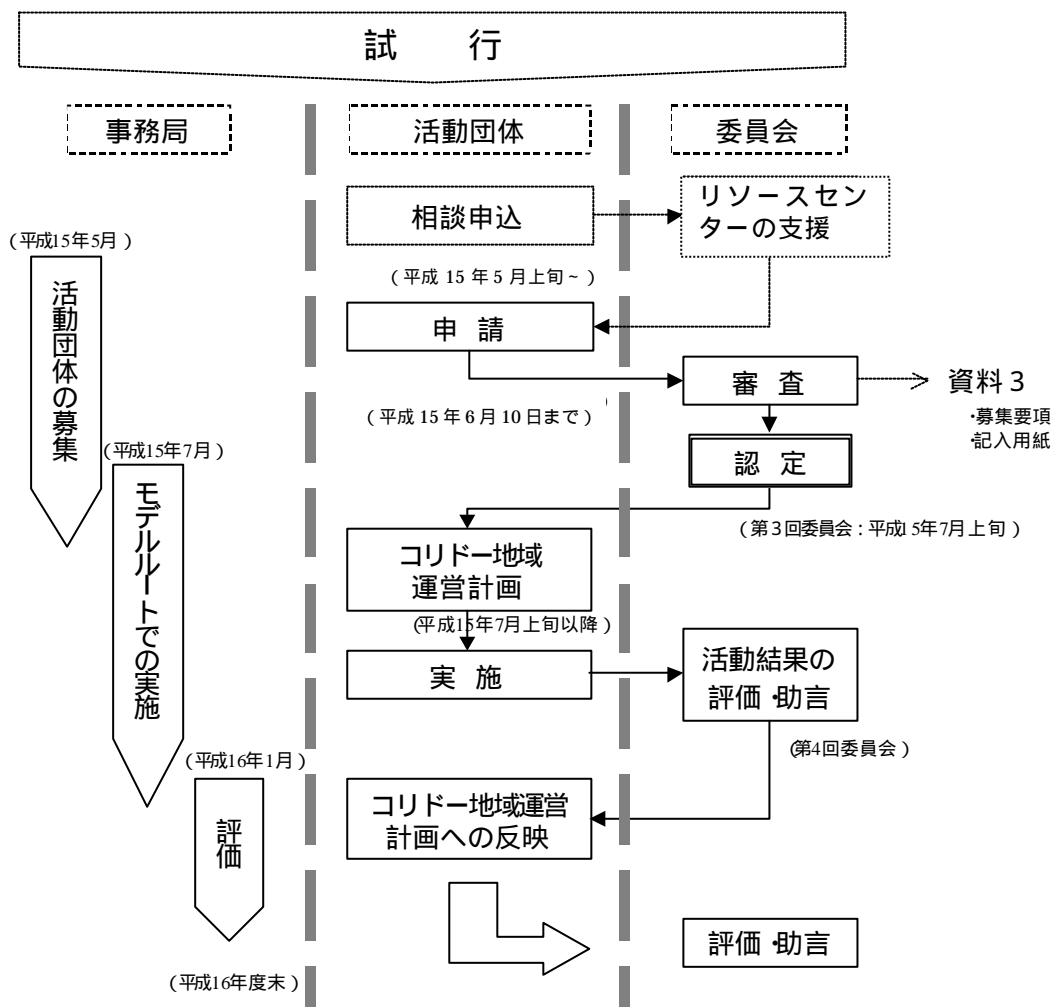 試 行
事務局
活動団体
委員会
相談申込
リソースセン
ターの支援
（平成15年5月）
（平成 15 年 5 月上旬~）
活動団体の募集
申 請
審 査
資料３
・募集要項
・記入用紙
（平成 15 年 6 月 10 日まで）
（平成15年7月）
認 定
モデルルートでの実施
（第３回委員会：平成15年7月上旬）
コリドー地域
運営計画
（平成15年7月上旬以降）
実 施
活動結果の
評価・助言
（第4回委員会）
（平成16年1月）
評価
コリドー地域運営
計画への反映
評価・助言
（平成16年度末）